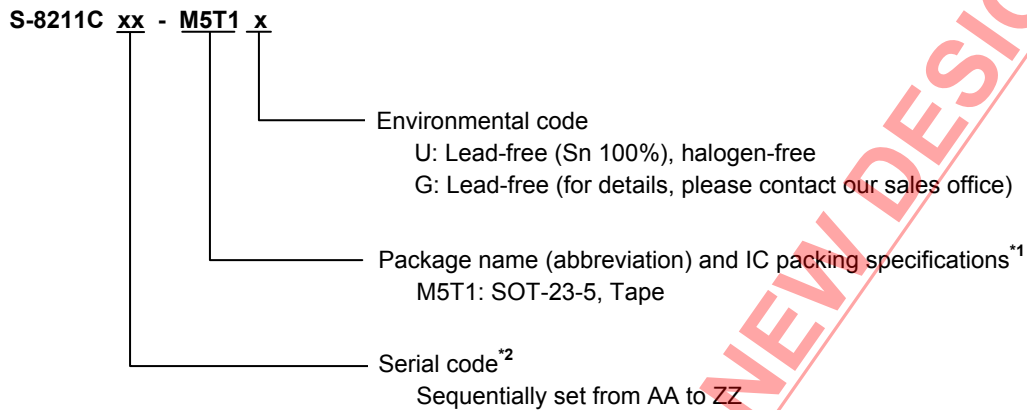 S-8211C xx - M5T1 x
Environmental code
U: Lead-free (Sn 100%), halogen-free
G: Lead-free (for details, please contact our sales office)
Package name (abbreviation) and IC packing specifications*1
M5T1: SOT-23-5, Tape
Serial code*2
Sequentially set from AA to ZZ
NEW DESIG